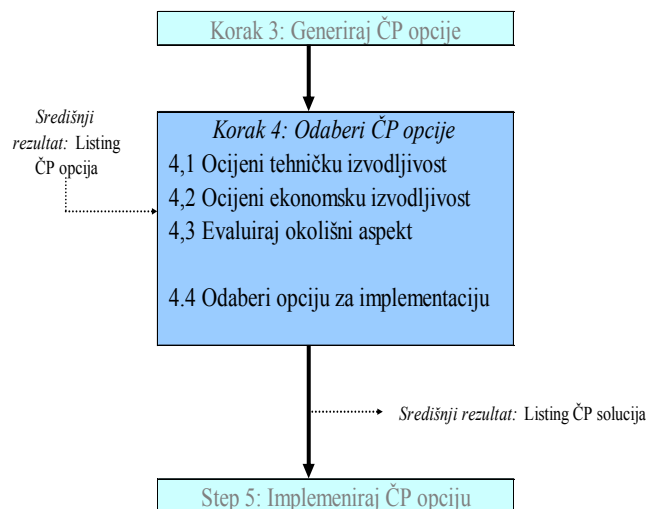 Korak 3: Generiraj ČP opcije
Središnji
rezultat: Listing
ČP opcija
Korak 4: Odaberi ČP opcije
4,1 Ocijeni tehničku izvodljivost
4,2 Ocijeni ekonomsku izvodljivost
4,3 Evaluiraj okolišni aspekt
4.4 Odaberi opciju za implementaciju
Središnji rezultat: Listing ČP solucija
Step 5: Implemeniraj ČP opciju